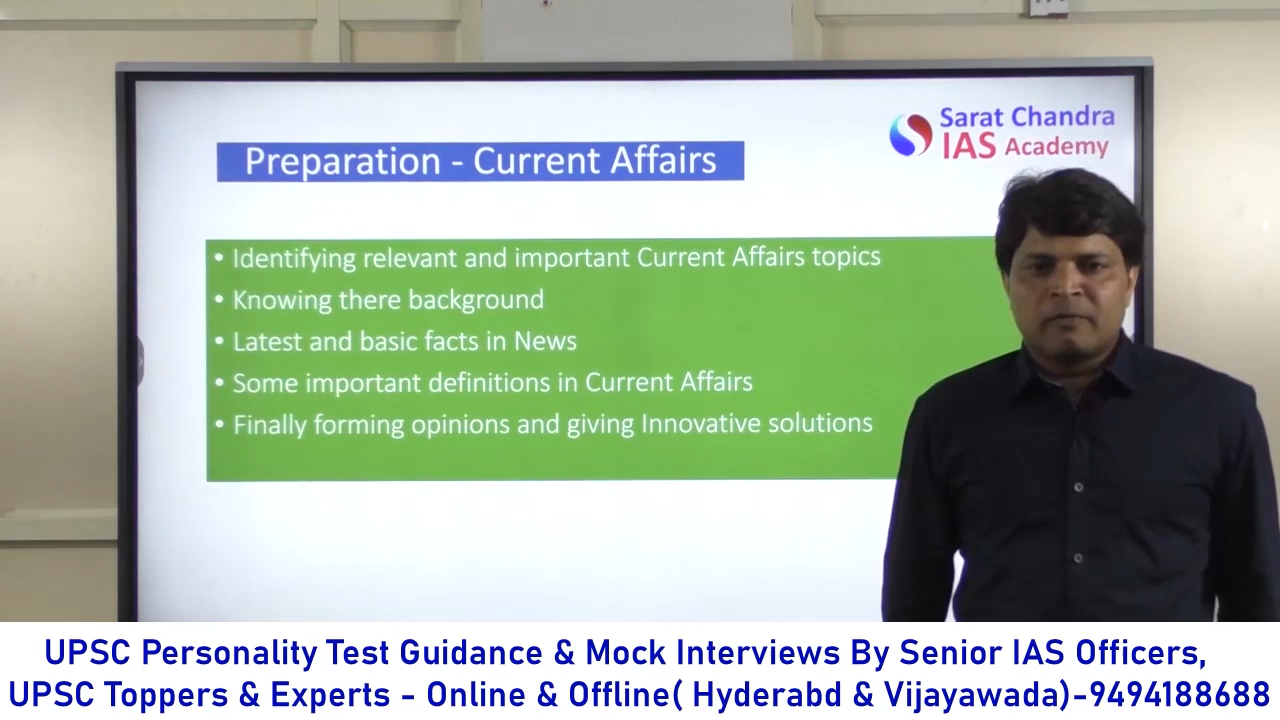 Sarat Chandra
IAS Academy
Preparation - Current Affairs
• Identifying relevant and important Current Affairs topics
• Knowing there background
• Latest and basic facts in News
• Some important definitions in Current Affairs
• Finally forming opinions and giving Innovative solutions
UPSC Personality Test Guidance & Mock Interviews By Senior IAS Officers,
UPSC Toppers & Experts - Online & Offline( Hyderabd & Vijayawada)-9494188688